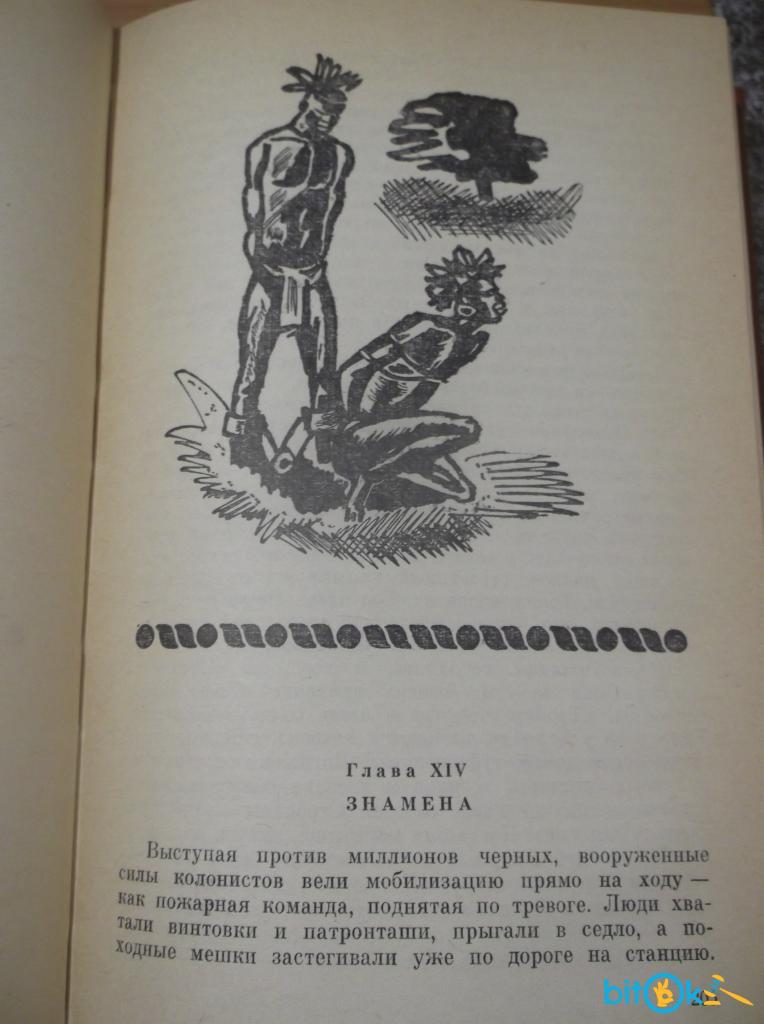 Глава XIV
ЗНАМЕНА
Выступая против миллионов черных, вооруженные
силы колонистов вели мобилизацию прямо на ходу —
как пожарная команда, поднятая по тревоге. Люди хва-
тали винтовки и патронташи, прыгали в седло, а по-
ходные мешки застегивали уже по дороге на станцию.